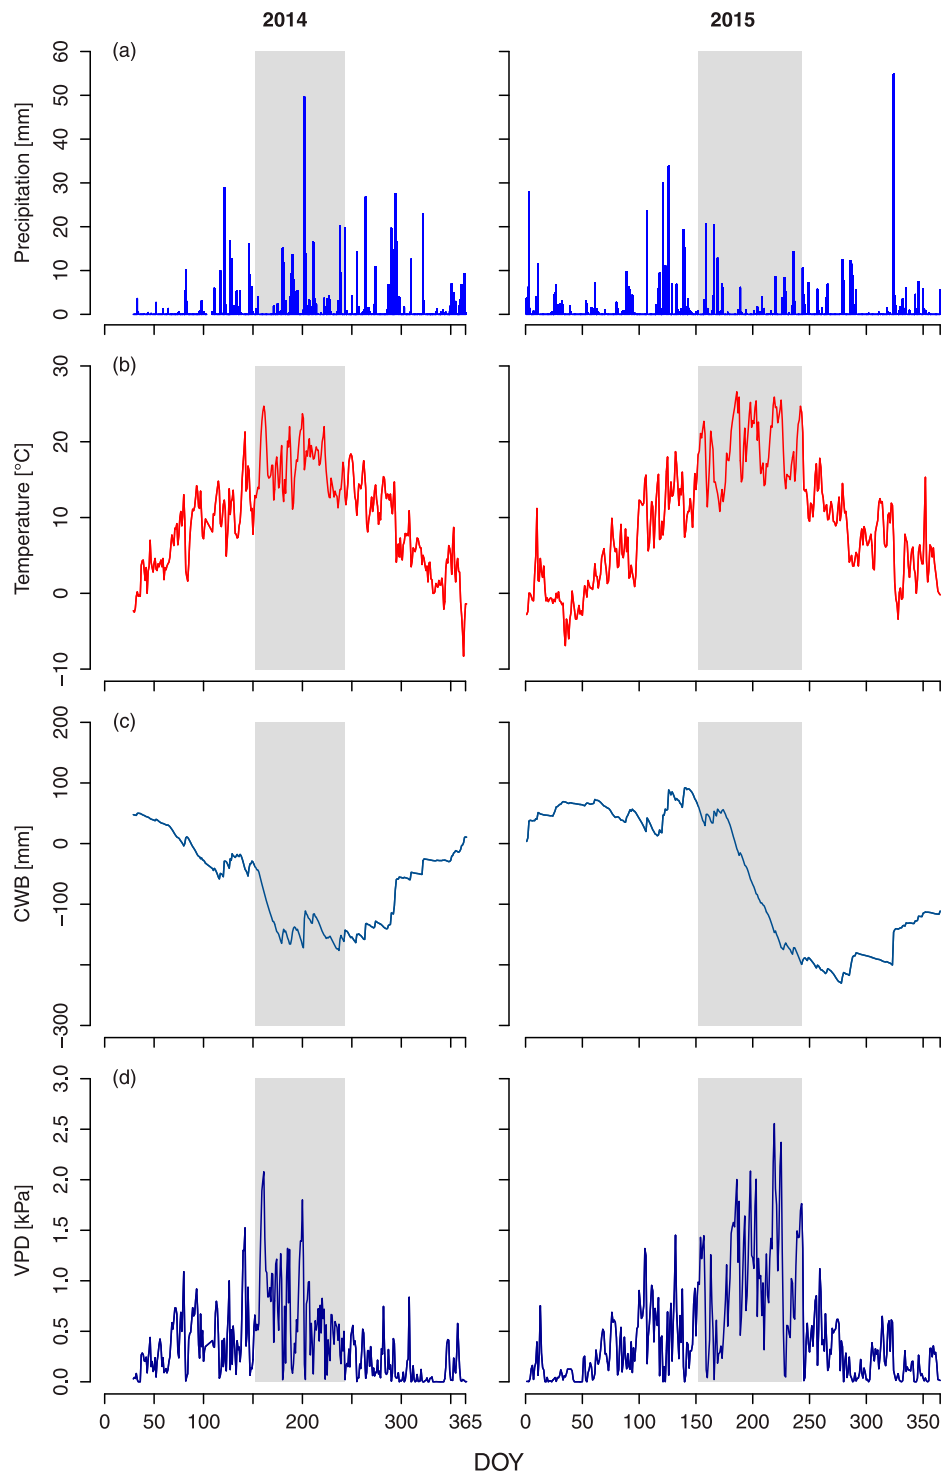 2014 2015
(a)
Precipitation [mm]
0 10 20 30 40 50 60
(b)
Temperature [°C]
−10 0 10 20 30
(c)
CWB [mm]
−300 −100 0 100 200
(d)
VPD [kPa]
0.0 0.5 1.0 1.5 2.0 2.5 3.0
0 50 100 200 300 365
0 50 100 150 200 250 300 350
DOY